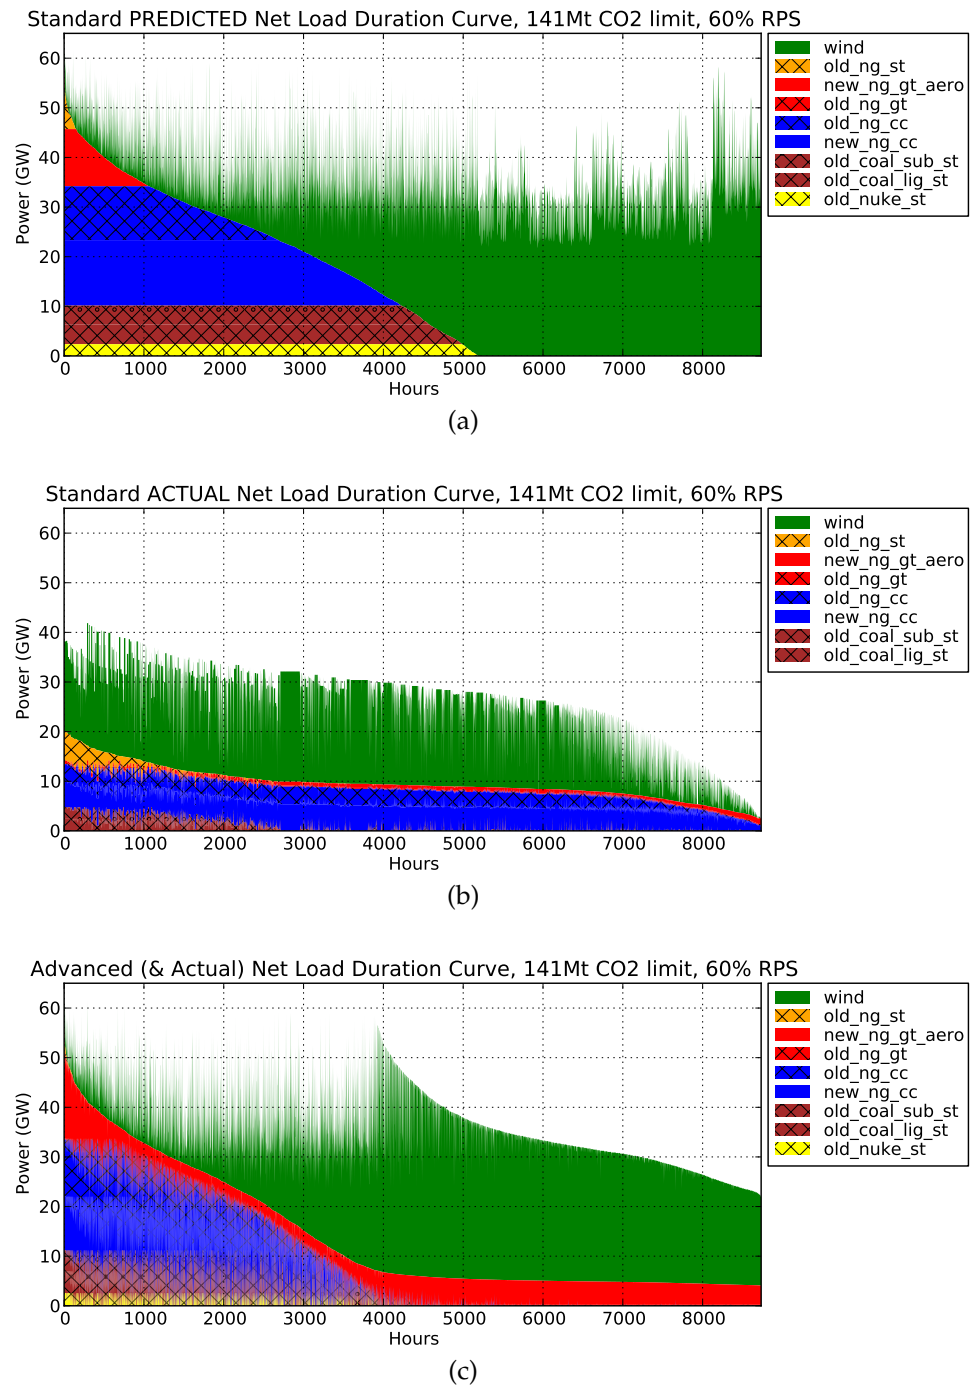 Standard PREDICTED Net Load Duration Curve, 141Mt CO2 limit, 60% RPS
60
50
40
30
20
10
0
Power (GW)
0 1000 2000 3000 4000 5000 6000 7000 8000
Hours
wind
old_ng_st
new_ng_gt_aero
old_ng_gt
old_ng_cc
new_ng_cc
old_coal_sub_st
old_coal_lig_st
old_nuke_st
(a)
Standard ACTUAL Net Load Duration Curve, 141Mt CO2 limit, 60% RPS
60
50
40
30
20
10
0
Power (GW)
0 1000 2000 3000 4000 5000 6000 7000 8000
Hours
wind
old_ng_st
new_ng_gt_aero
old_ng_gt
old_ng_cc
new_ng_cc
old_coal_sub_st
old_coal_lig_st
(b)
Advanced (& Actual) Net Load Duration Curve, 141Mt CO2 limit, 60% RPS
60
50
40
30
20
10
0
Power (GW)
0 1000 2000 3000 4000 5000 6000 7000 8000
Hours
wind
old_ng_st
new_ng_gt_aero
old_ng_gt
old_ng_cc
new_ng_cc
old_coal_sub_st
old_coal_lig_st
old_nuke_st
(c)